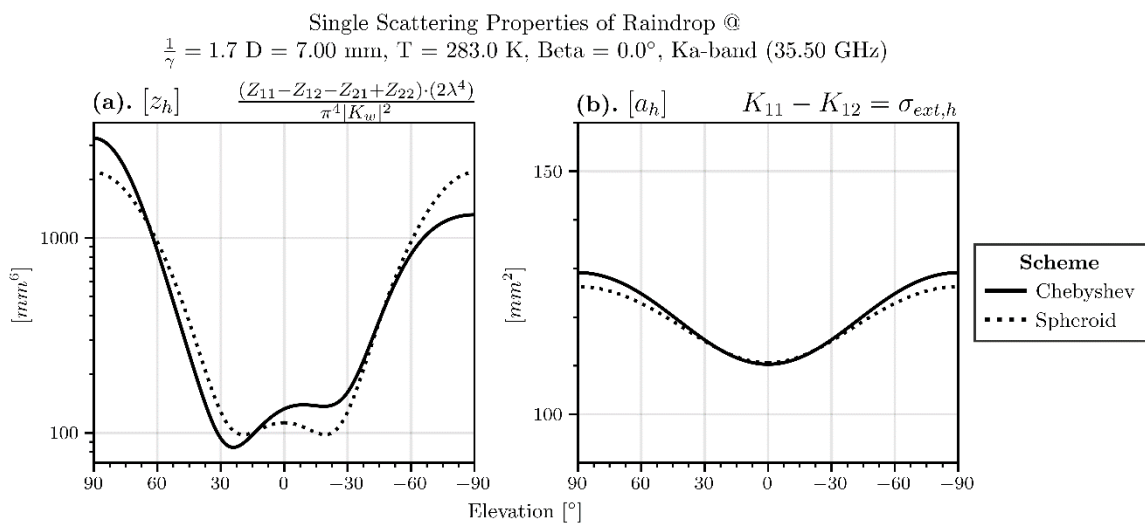 Single Scattering Properties of Raindrop @
1/γ = 1.7 D = 7.00 mm, T = 283.0 K, Beta = 0.0°, Ka-band (35.50 GHz)
(a). [z_h] (Z_11−Z_12−Z_21+Z_22)·(2λ^4) / π^4|K_w|^2
(b). [a_h] K_11 − K_12 = σ_ext,h
1000
100
[mm^6]
90 60 30 0 −30 −60 −90
150
100
[mm^2]
90 60 30 0 −30 −60 −90
Elevation [°]
Scheme
Chebyshev
Spheroid